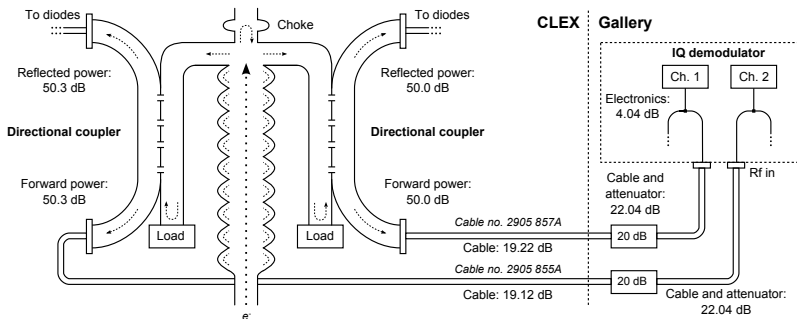 To diodes
Choke
To diodes
CLEX
Gallery
IQ demodulator
Ch. 1
Ch. 2
Reflected power:
50.3 dB
Reflected power:
50.0 dB
Electronics:
4.04 dB
Directional coupler
Directional coupler
Forward power:
50.3 dB
Forward power:
50.0 dB
Cable and
attenuator:
22.04 dB
Rf in
Load
Load
Cable no. 2905 857A
Cable: 19.22 dB
20 dB
Cable no. 2905 855A
Cable: 19.12 dB
20 dB
Cable and attenuator:
22.04 dB
e-